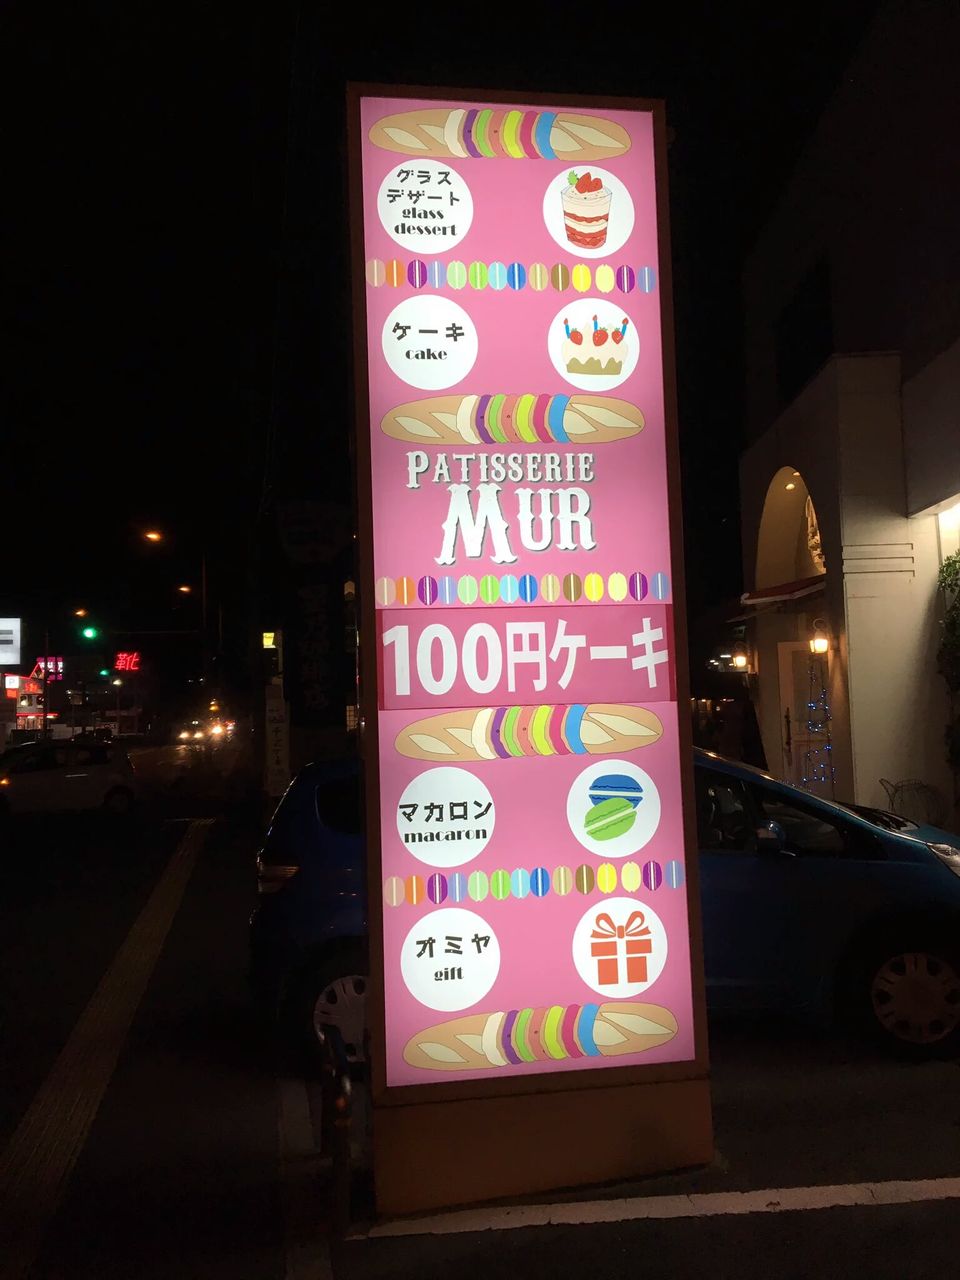 グラス
デザート
glass
dessert
ケーキ
cake
PATISSERIE
MUR
100円ケーキ
マカロン
macaron
オミヤ
gift